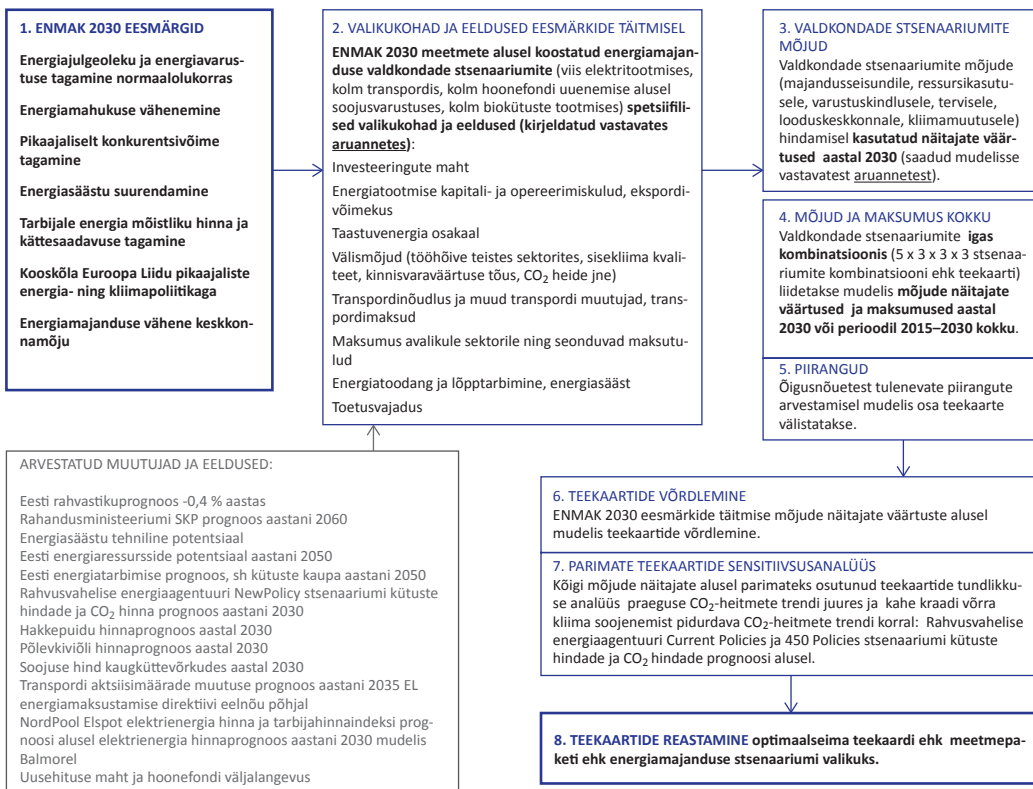 1. ENMAK 2030 EESMÄRGID
Energiajulgeoleku ja energiavarus-
tuse tagamine normaalolukorras
Energiamahukuse vähenemine
Pikaajaliselt konkurentsivõime
tagamine
Energiasäästu suurendamine
Tarbijale energia mõistliku hinna ja
kättesaadavuse tagamine
Kooskõla Euroopa Liidu pikaajaliste
energia- ning kliimapoliitikaga
Energiamajanduse vähene keskkon-
namõju
2. VALIKUKOHAD JA EELDUSED EESMÄRKIDE TÄITMISEL
ENMAK 2030 meetmete alusel koostatud energiamajan-
duse valdkondade stsenaariumite (viis elektritootmises,
kolm transpordis, kolm hoonefondi uuenemise alusel
soojusvarustuses, kolm biokütuste tootmises) spetsiifili-
sed valikukohad ja eeldused (kirjeldatud vastavates
aruannetes):
Investeeringute maht
Energiatootmise kapitali- ja opereerimiskulud, ekspordi-
võimekus
Taastuvenergia osakaal
Välismõjud (tööhõive teistes sektorites, sisekliima kvali-
teet, kinnisvaraväärtuse tõus, CO₂ heide jne)
Transpordinõudlus ja muud transpordi muutujad, trans-
pordimaksud
Maksumus avalikule sektorile ning seonduvad maksutu-
lud
Energiatoodang ja lõpptarbimine, energiasääst
Toetusvajadus
3. VALDKONDADE STSENAARIUMITE
MÕJUD
Valdkondade stsenaariumite mõjude
(majandusseisundile, ressursikasutu-
sele, varustuskindlusele, tervisele,
looduskeskkonnale, kliimamuutusele)
hindamisel kasutatud näitajate väär-
tused aastal 2030 (saadud mudelisse
vastavatest aruannetest).
4. MÕJUD JA MAKSUMUS KOKKU
Valdkondade stsenaariumite igas
kombinatsioonis (5 x 3 x 3 x 3 stsenaa-
riumite kombinatsiooni ehk teekaarti)
liidetakse mudelis mõjude näitajate
väärtused ja maksumused aastal
2030 või perioodil 2015–2030 kokku.
5. PIIRANGUD
Õigusnõuetest tulenevate piirangute
arvestamisel mudelis osa teekaarte
välistatakse.
ARVESTATUD MUUTUJAD JA EELDUSED:
Eesti rahvastikuprognoos -0,4 % aastas
Rahandusministeeriumi SKP prognoos aastani 2060
Energiasäästu tehniline potentsiaal
Eesti energiaressursside potentsiaal aastani 2050
Eesti energiatarbimise prognoos, sh kütuste kaupa aastani 2050
Rahvusvahelise energiaagentuuri NewPolicy stsenaariumi kütuste
hindade ja CO₂ hinna prognoos aastani 2030
Hakkepuidu hinnaprognoos aastal 2030
Põlevkiviõli hinnaprognoos aastal 2030
Soojuse hind kaugküttevõrkudes aastal 2030
Transpordi aktsiisimäärade muutuse prognoos aastani 2035 EL
energiamaksustamise direktiivi eelnõu põhjal
NordPool Elspot elektrienergia hinna ja tarbijahinnaindeksi prog-
noosi alusel elektrienergia hinnaprognoos aastani 2030 mudelis
Balmorel
Uusehituse maht ja hoonefondi väljalangevus
6. TEEKAARTIDE VÕRDLEMINE
ENMAK 2030 eesmärkide täitmise mõjude näitajate väärtuste alusel
mudelis teekaartide võrdlemine.
7. PARIMATE TEEKAARTIDE SENSITIIVSUSANALÜÜS
Kõigi mõjude näitajate alusel parimateks osutunud teekaartide tundlikku-
se analüüs praeguse CO₂-heitmete trendi juures ja kahe kraadi võrra
kliima soojenemist pidurdava CO₂-heitmete trendi korral: Rahvusvahelise
energiaagentuuri Current Policies ja 450 Policies stsenaariumi kütuste
hindade ja CO₂ hindade prognoosi alusel.
8. TEEKAARTIDE REASTAMINE optimaalseima teekaardi ehk meetmepa-
keti ehk energiamajanduse stsenaariumi valikuks.